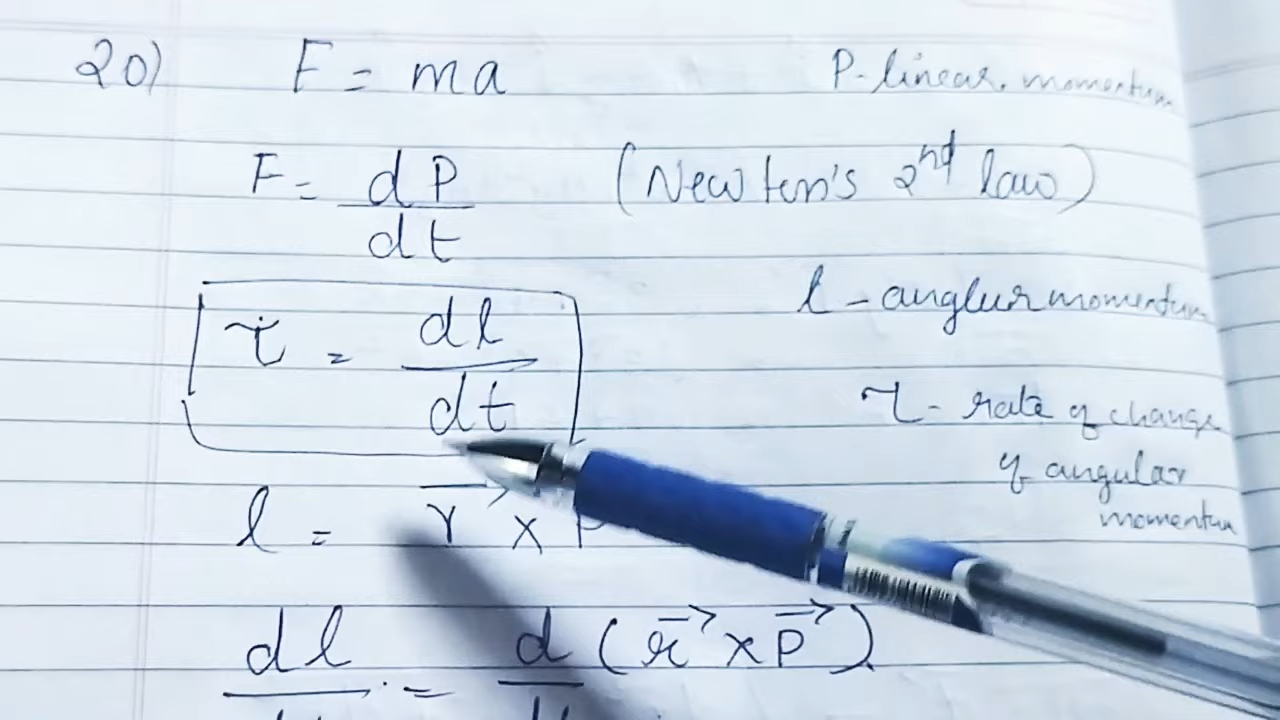 20) F = ma P-linear momentum
F = dP/dt (Newton's 2nd law)
τ = dl/dt l - anglur momentum
τ - rate of change
of angular
momentum
l = r⃗ × P
dl = d/ (r⃗ × P⃗)